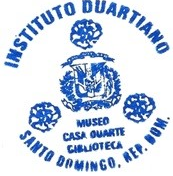 INSTITUTO DUARTIANO
MUSEO
CASA DUARTE
BIBLIOTECA
SANTO DOMINGO, REP. DOM.